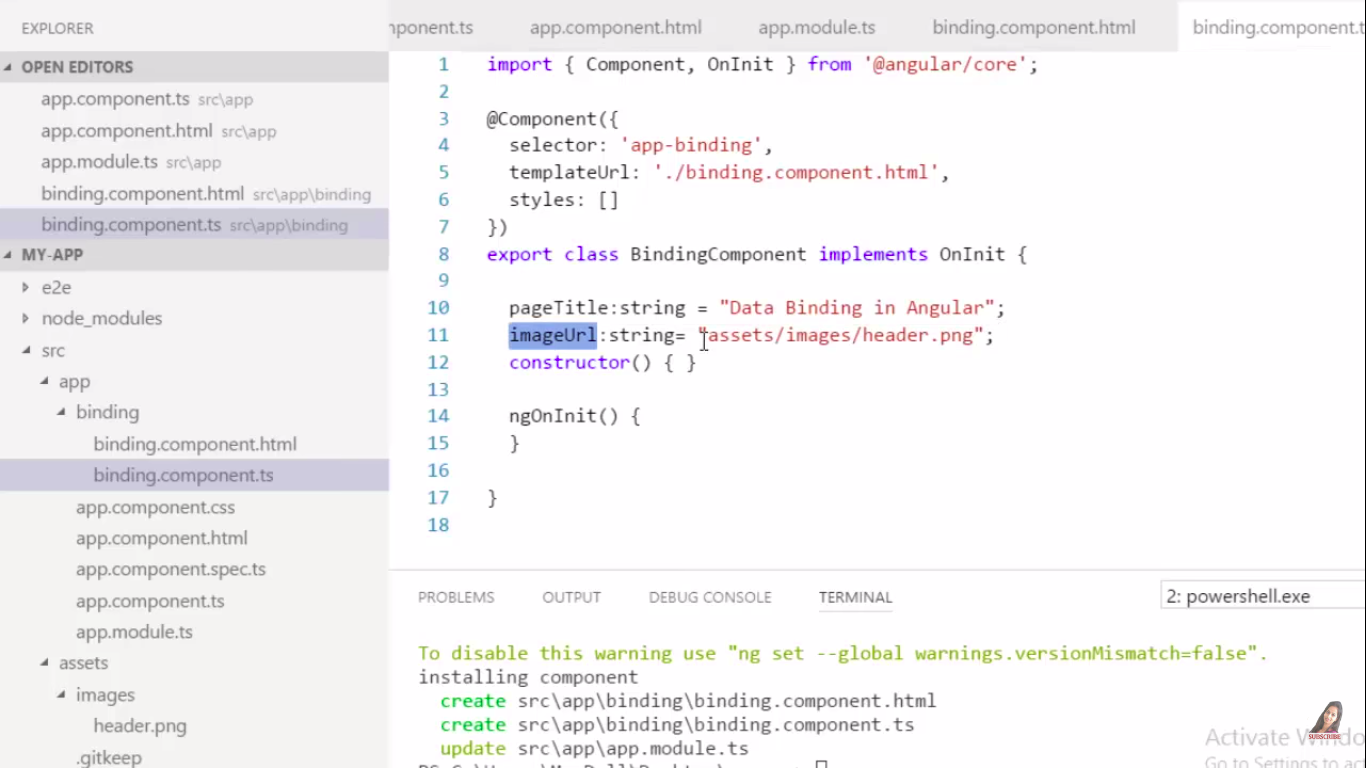 EXPLORER
OPEN EDITORS
app.component.ts src\app
app.component.html src\app
app.module.ts src\app
binding.component.html src\app\binding
binding.component.ts src\app\binding
MY-APP
e2e
node_modules
src
app
binding
binding.component.html
binding.component.ts
app.component.css
app.component.html
app.component.spec.ts
app.component.ts
app.module.ts
assets
images
header.png
.gitkeep
nponent.ts app.component.html app.module.ts binding.component.html binding.component.t
1 import { Component, OnInit } from '@angular/core';
2
3 @Component({
4 selector: 'app-binding',
5 templateUrl: './binding.component.html',
6 styles: []
7 })
8 export class BindingComponent implements OnInit {
9
10 pageTitle:string = "Data Binding in Angular";
11 imageUrl:string= "assets/images/header.png";
12 constructor() { }
13
14 ngOnInit() {
15 }
16
17 }
18
PROBLEMS OUTPUT DEBUG CONSOLE TERMINAL 2: powershell.exe
To disable this warning use "ng set --global warnings.versionMismatch=false".
installing component
create src\app\binding\binding.component.html
create src\app\binding\binding.component.ts
update src\app\app.module.ts
Activate Windo
Go to Settings to ac
SUBSCRIBE